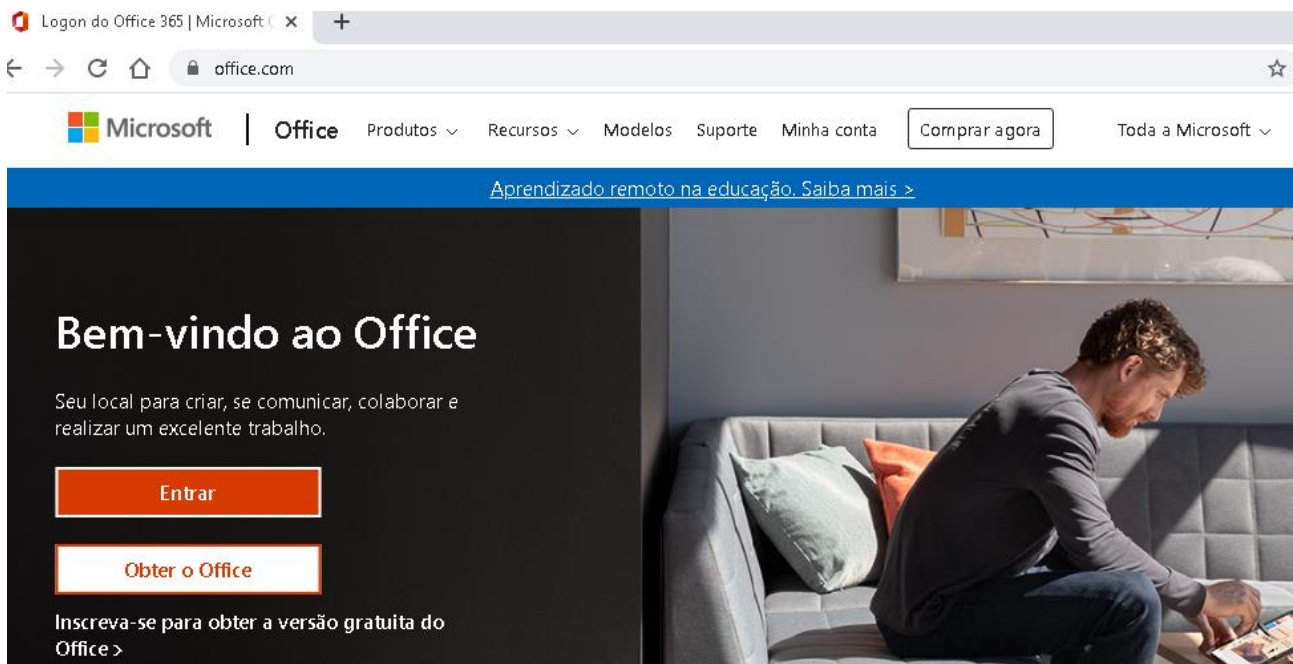 Logon do Office 365 | Microsoft
office.com
Microsoft | Office Produtos Recursos Modelos Suporte Minha conta Comprar agora Toda a Microsoft
Aprendizado remoto na educação. Saiba mais >
Bem-vindo ao Office
Seu local para criar, se comunicar, colaborar e
realizar um excelente trabalho.
Entrar
Obter o Office
Inscreva-se para obter a versão gratuita do
Office >